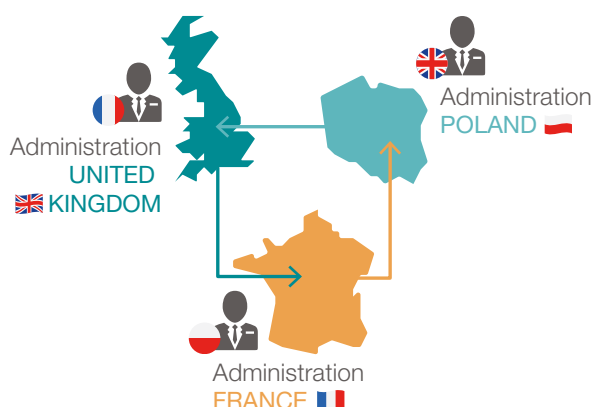 Administration
POLAND
Administration
UNITED
KINGDOM
Administration
FRANCE